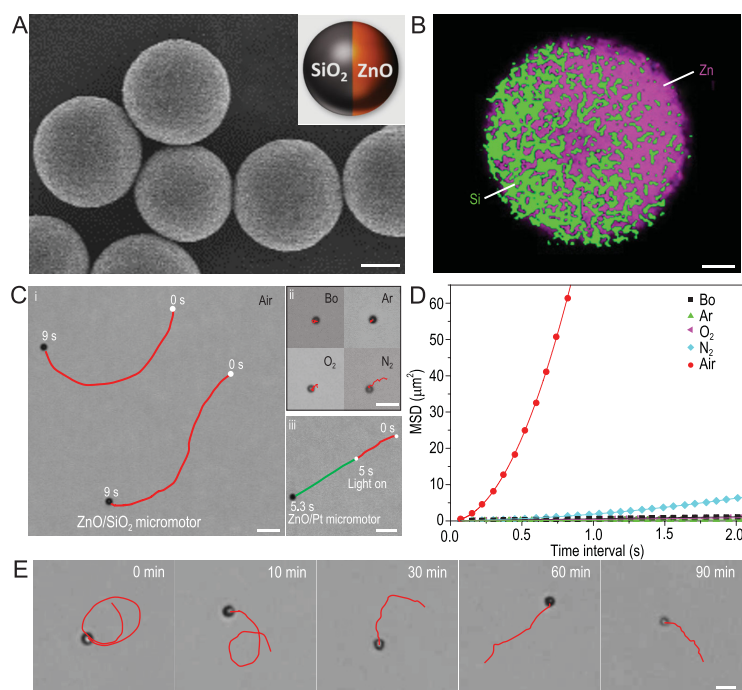 A
SiO₂ ZnO
B
Zn
Si
C
i
Air
0 s
9 s
0 s
9 s
ZnO/SiO₂ micromotor
ii
Bo
Ar
O₂
N₂
iii
0 s
5 s
Light on
5.3 s
ZnO/Pt micromotor
D
MSD (μm²)
60
50
40
30
20
10
0
0.0 0.5 1.0 1.5 2.0
Time interval (s)
Bo
Ar
O₂
N₂
Air
E
0 min
10 min
30 min
60 min
90 min